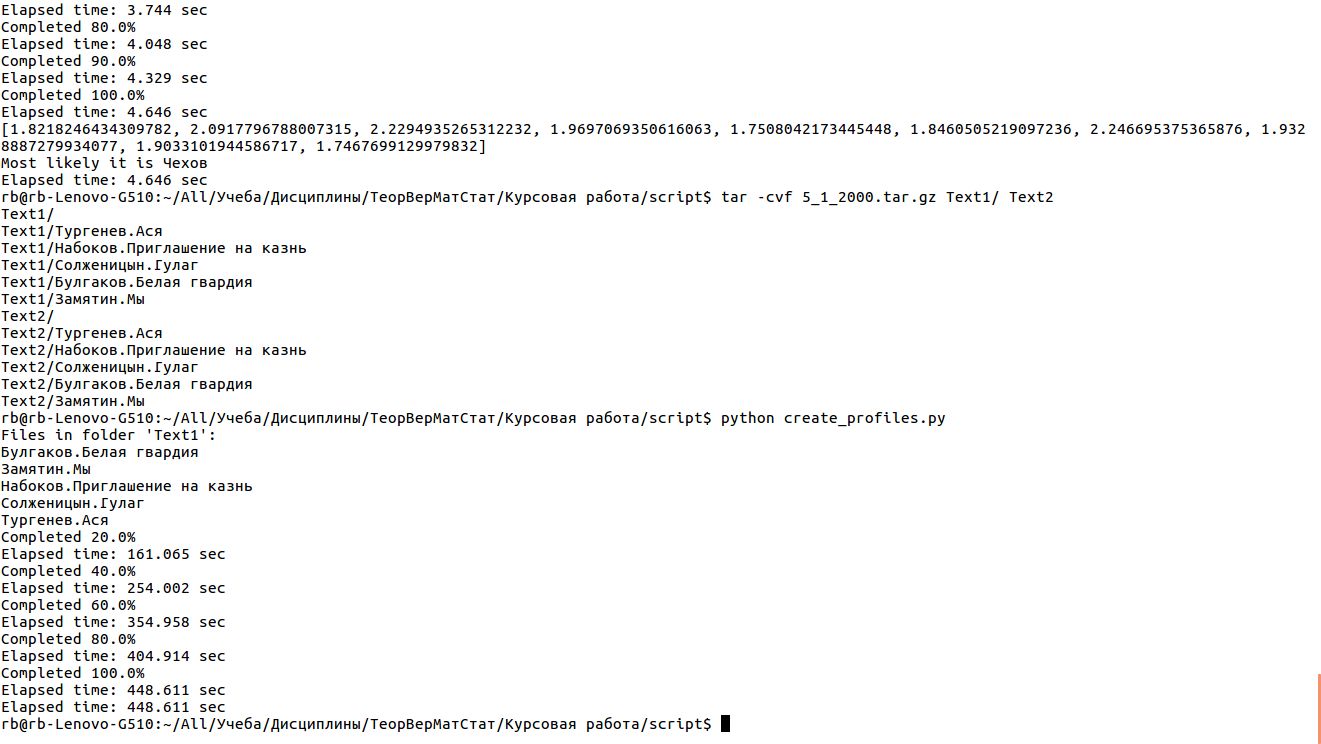 Elapsed time: 3.744 sec
Completed 80.0%
Elapsed time: 4.048 sec
Completed 90.0%
Elapsed time: 4.329 sec
Completed 100.0%
Elapsed time: 4.646 sec
[1.8218246434309782, 2.0917796788007315, 2.2294935265312232, 1.9697069350616063, 1.7508042173445448, 1.8460505219097236, 2.246695375365876, 1.932
8887279934077, 1.9033101944586717, 1.7467699129979832]
Most likely it is Чехов
Elapsed time: 4.646 sec
rb@rb-Lenovo-G510:~/All/Учеба/Дисциплины/ТеорВерМатСтат/Курсовая работа/script$ tar -cvf 5_1_2000.tar.gz Text1/ Text2
Text1/
Text1/Тургенев.Ася
Text1/Набоков.Приглашение на казнь
Text1/Солженицын.Гулаг
Text1/Булгаков.Белая гвардия
Text1/Замятин.Мы
Text2/
Text2/Тургенев.Ася
Text2/Набоков.Приглашение на казнь
Text2/Солженицын.Гулаг
Text2/Булгаков.Белая гвардия
Text2/Замятин.Мы
rb@rb-Lenovo-G510:~/All/Учеба/Дисциплины/ТеорВерМатСтат/Курсовая работа/script$ python create_profiles.py
Files in folder 'Text1':
Булгаков.Белая гвардия
Замятин.Мы
Набоков.Приглашение на казнь
Солженицын.Гулаг
Тургенев.Ася
Completed 20.0%
Elapsed time: 161.065 sec
Completed 40.0%
Elapsed time: 254.002 sec
Completed 60.0%
Elapsed time: 354.958 sec
Completed 80.0%
Elapsed time: 404.914 sec
Completed 100.0%
Elapsed time: 448.611 sec
Elapsed time: 448.611 sec
rb@rb-Lenovo-G510:~/All/Учеба/Дисциплины/ТеорВерМатСтат/Курсовая работа/script$